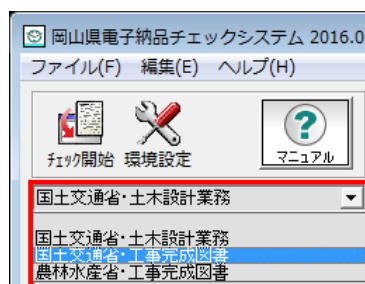 岡山県電子納品チェックシステム 2016.0
ファイル(F) 編集(E) ヘルプ(H)
チェック開始 環境設定 マニュアル
国土交通省・土木設計業務
国土交通省・土木設計業務
国土交通省・工事完成図書
農林水産省・工事完成図書